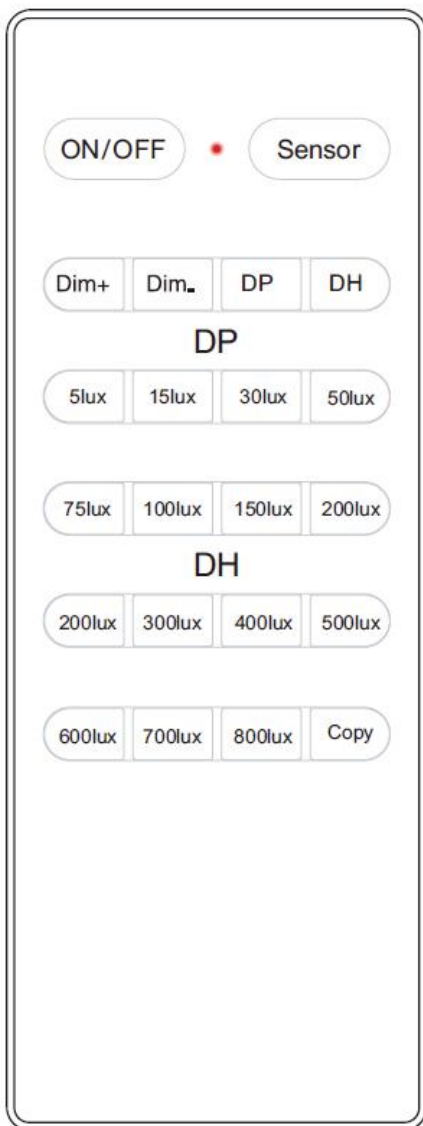 ON/OFF Sensor
Dim+ Dim- DP DH
DP
5lux 15lux 30lux 50lux
75lux 100lux 150lux 200lux
DH
200lux 300lux 400lux 500lux
600lux 700lux 800lux Copy